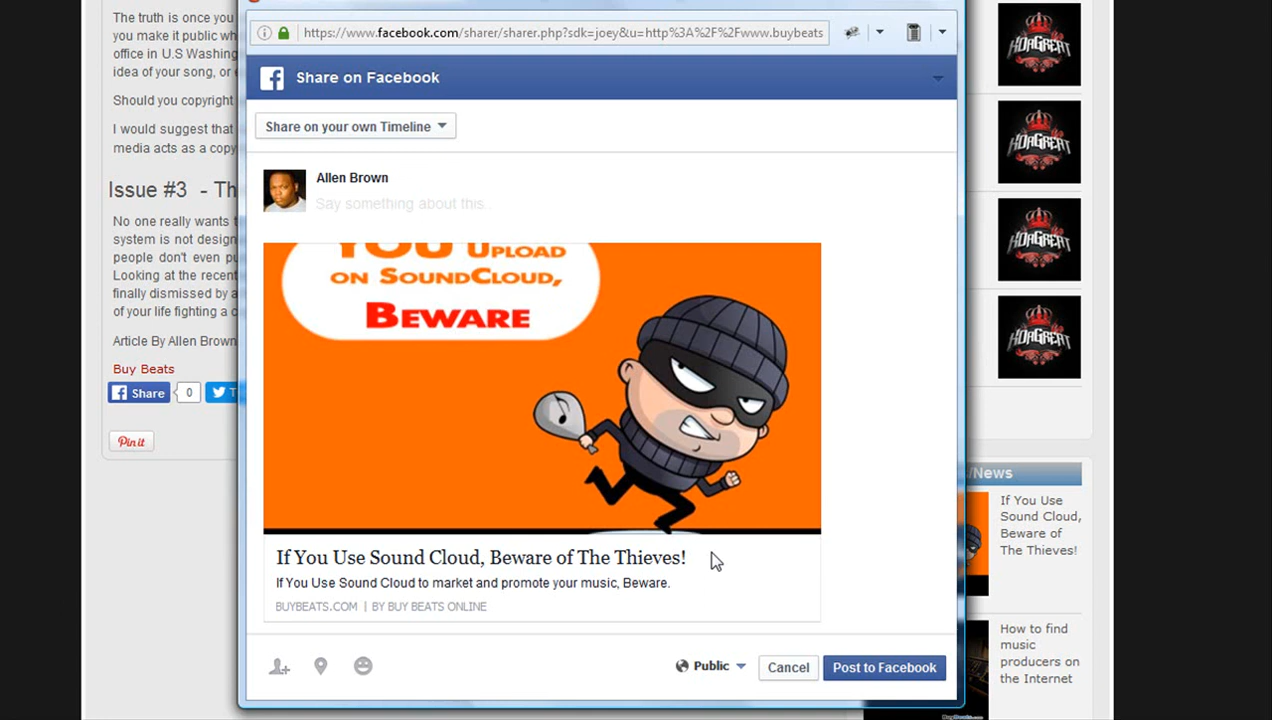 The truth is once you
you make it public wh
office in U.S Washing
idea of your song, or
Should you copyright
I would suggest that
media acts as a copy
Issue #3 - Th
No one really wants t
system is not design
people don't even pu
Looking at the recent
finally dismissed by a
of your life fighting a c
Article By Allen Brown
Buy Beats
Share
0
T
Pin it
https://www.facebook.com/sharer/sharer.php?sdk=joey&u=http%3A%2F%2Fwww.buybeats
Share on Facebook
Share on your own Timeline
Allen Brown
Say something about this..
YOU UPLOAD
ON SOUNDCLOUD,
BEWARE
If You Use Sound Cloud, Beware of The Thieves!
If You Use Sound Cloud to market and promote your music, Beware.
BUYBEATS.COM | BY BUY BEATS ONLINE
Public
Cancel
Post to Facebook
HDAGREAT
HDAGREAT
HDAGREAT
HDAGREAT
/News
If You Use
Sound Cloud,
Beware of
The Thieves!
How to find
music
producers on
the Internet